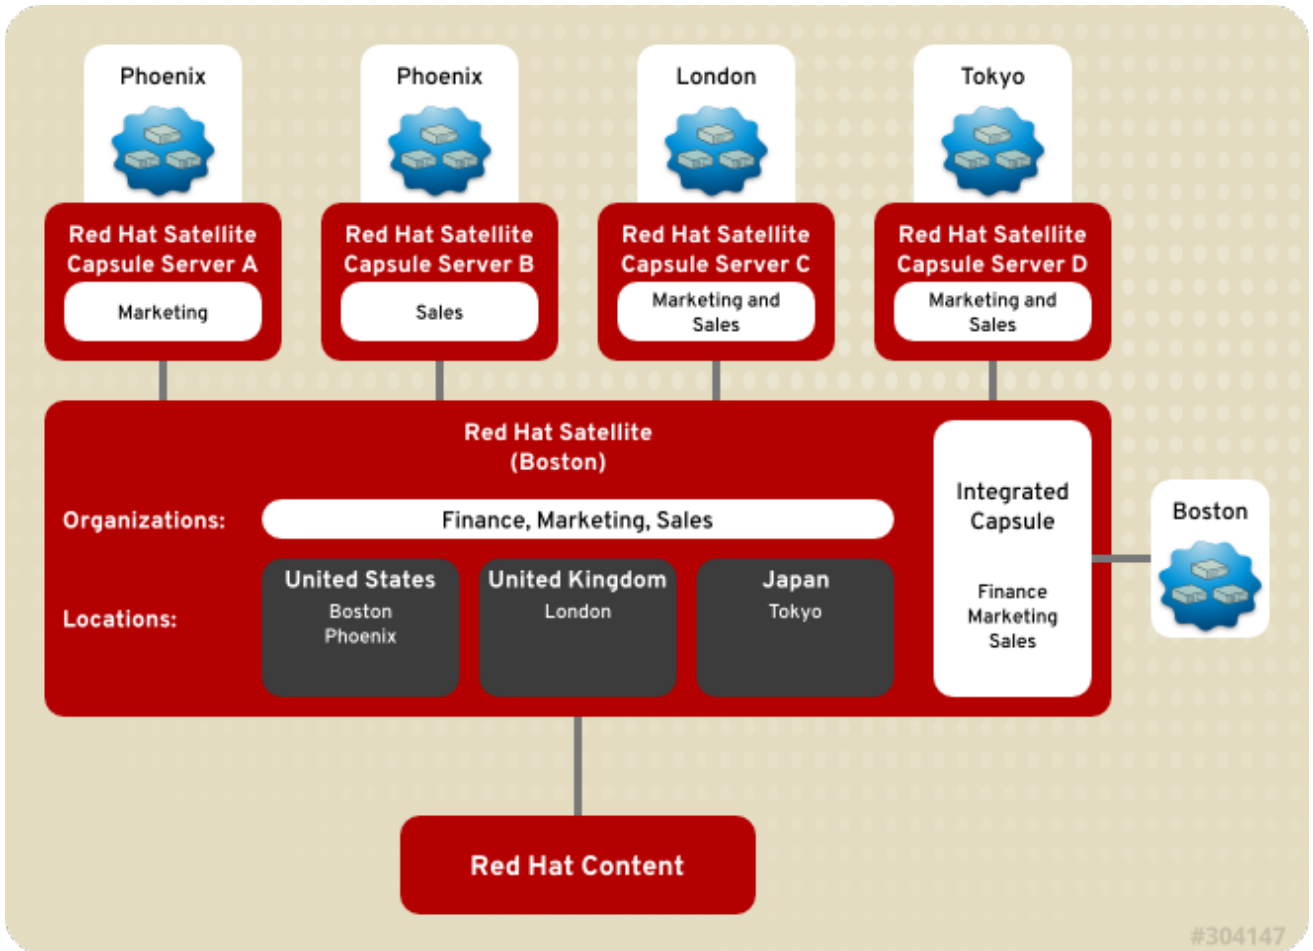 Phoenix
Phoenix
London
Tokyo
Red Hat Satellite
Capsule Server A
Marketing
Red Hat Satellite
Capsule Server B
Sales
Red Hat Satellite
Capsule Server C
Marketing and
Sales
Red Hat Satellite
Capsule Server D
Marketing and
Sales
Red Hat Satellite
(Boston)
Organizations:
Finance, Marketing, Sales
Locations:
United States
Boston
Phoenix
United Kingdom
London
Japan
Tokyo
Integrated
Capsule
Finance
Marketing
Sales
Boston
Red Hat Content
#304147